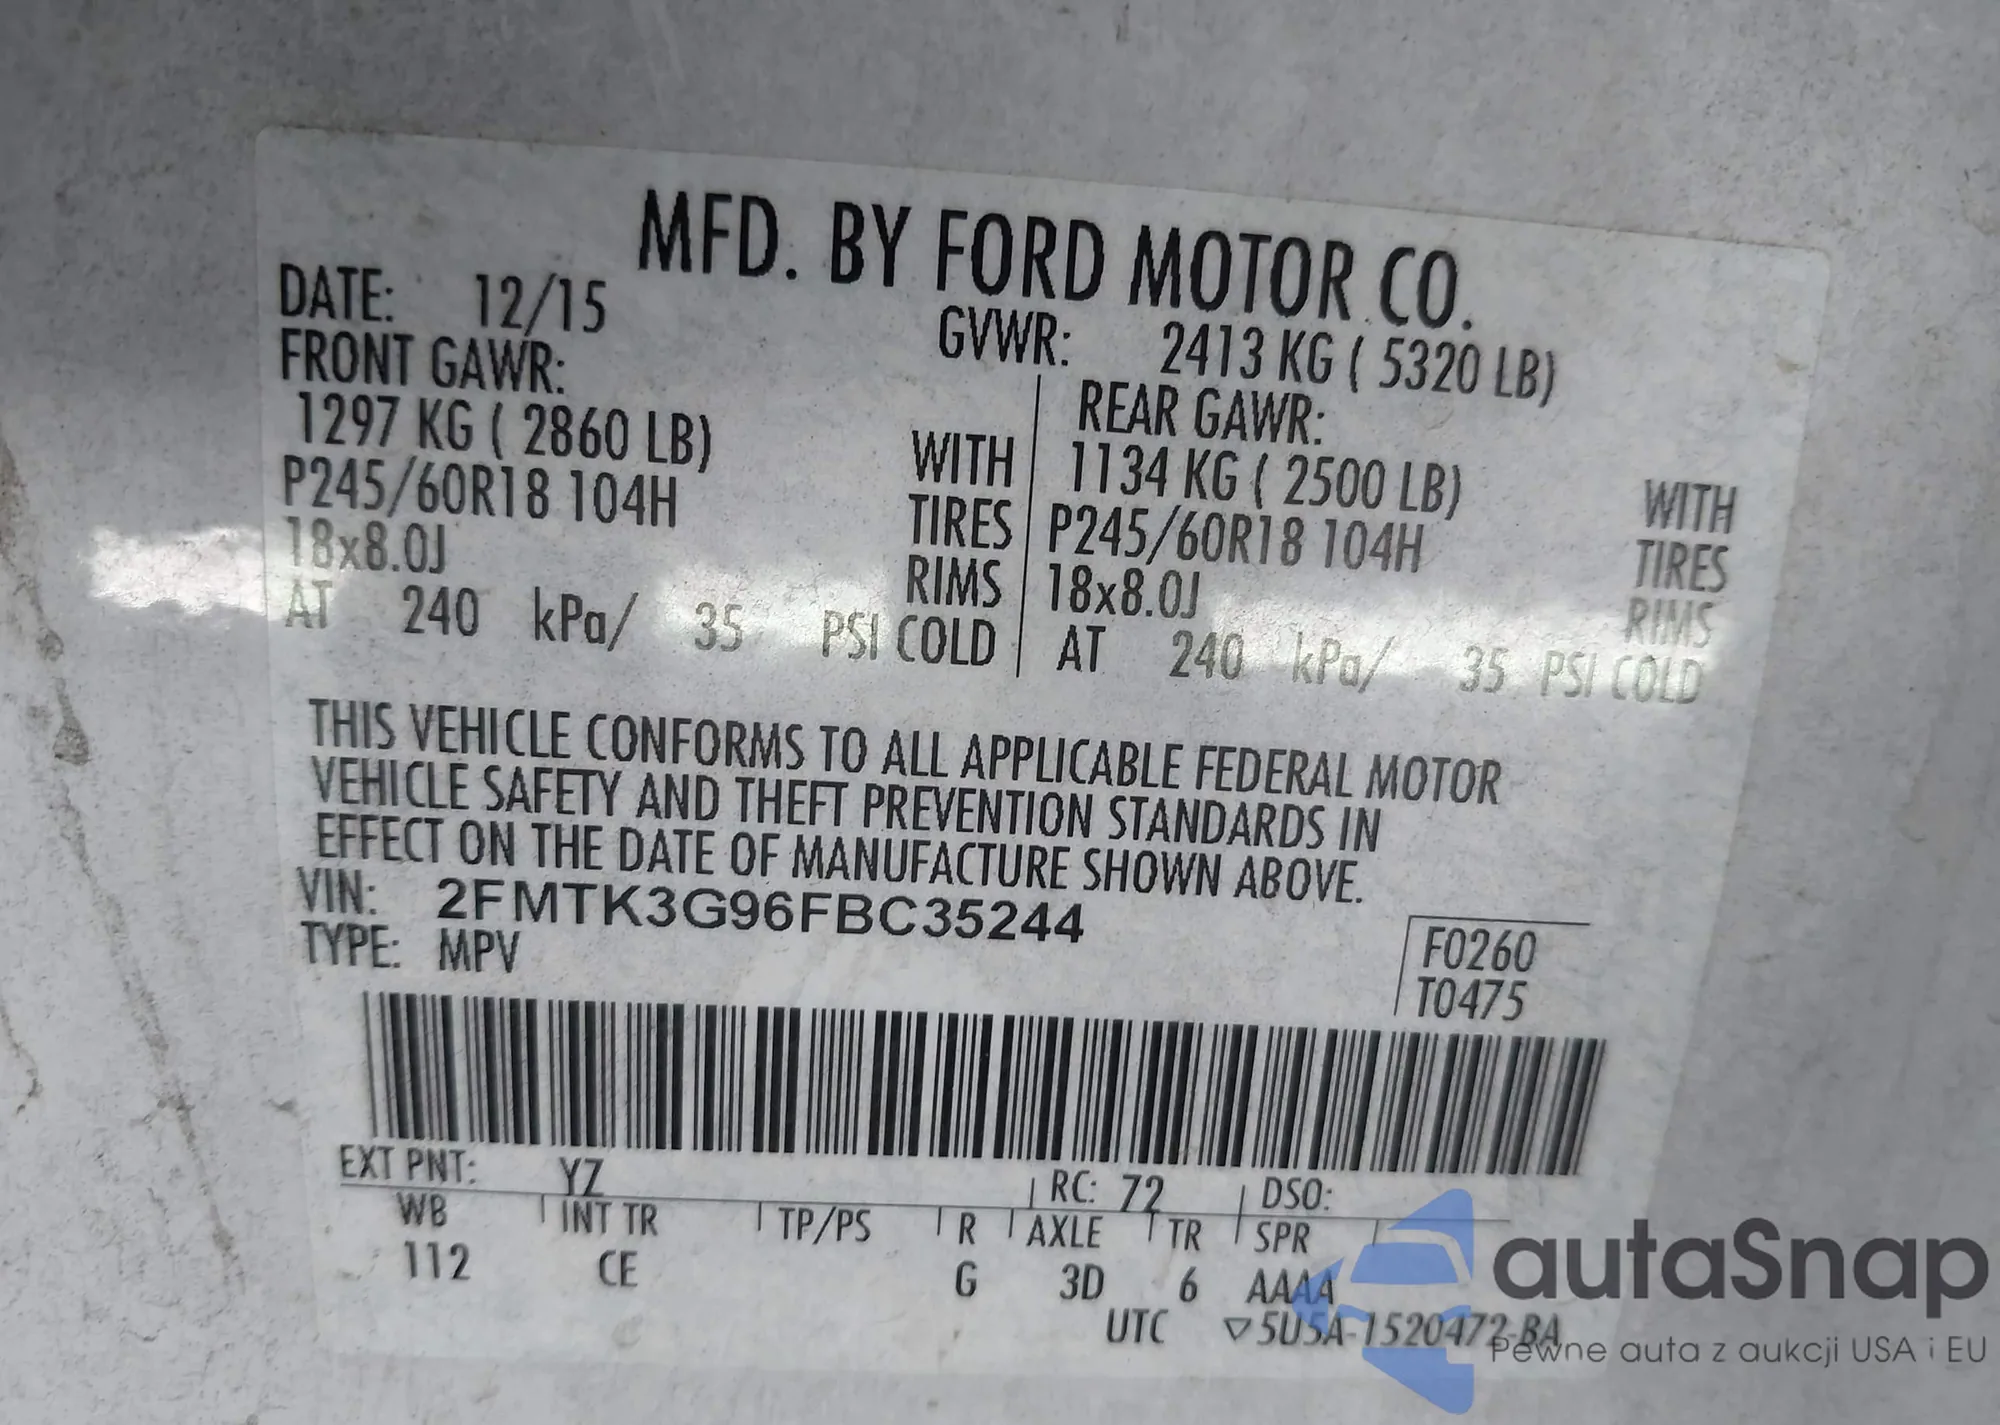 MFD. BY FORD MOTOR CO.
DATE: 12/15 GVWR: 2413 KG ( 5320 LB)
FRONT GAWR: REAR GAWR:
1297 KG ( 2860 LB) WITH 1134 KG ( 2500 LB) WITH
P245/60R18 104H TIRES P245/60R18 104H TIRES
18x8.0J RIMS 18x8.0J RIMS
AT 240 kPa/ 35 PSI COLD AT 240 kPa/ 35 PSI COLD
THIS VEHICLE CONFORMS TO ALL APPLICABLE FEDERAL MOTOR
VEHICLE SAFETY AND THEFT PREVENTION STANDARDS IN
EFFECT ON THE DATE OF MANUFACTURE SHOWN ABOVE.
VIN: 2FMTK3G96FBC35244
TYPE: MPV
F0260
T0475
EXT PNT: YZ RC: 72 DSO:
WB INT TR TP/PS R AXLE TR SPR
112 CE G 3D 6 AAAA
UTC ▽5U5A-1520472-BA
autaSnap
Pewne auta z aukcji USA i EU